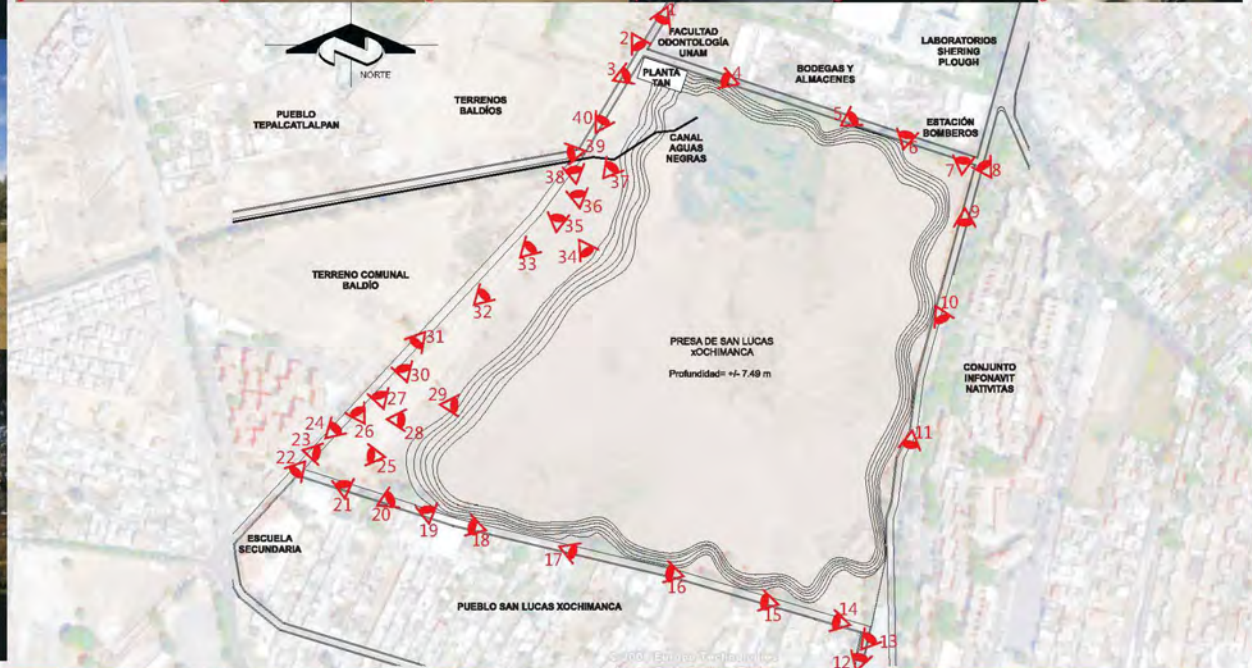 1
FACULTAD
ODONTOLOGÍA
UNAM
2
LABORATORIOS
SHERING
PLOUGH
NORTE
3
PLANTA
TAN
4
BODEGAS Y
ALMACENES
PUEBLO
TEPALCATLALPAN
TERRENOS
BALDÍOS
40
5
ESTACIÓN
BOMBEROS
6
CANAL
AGUAS
NEGRAS
39
38
37
7
8
36
35
9
34
33
TERRENO COMUNAL
BALDÍO
32
10
31
PRESA DE SAN LUCAS
xOCHIMANCA
Profundidad= +/- 7.49 m
30
CONJUNTO
INFONAVIT
NATIVITAS
29
27
28
26
24
11
23
25
22
21
20
19
18
ESCUELA
SECUNDARIA
17
16
15
14
PUEBLO SAN LUCAS XOCHIMANCA
13
12